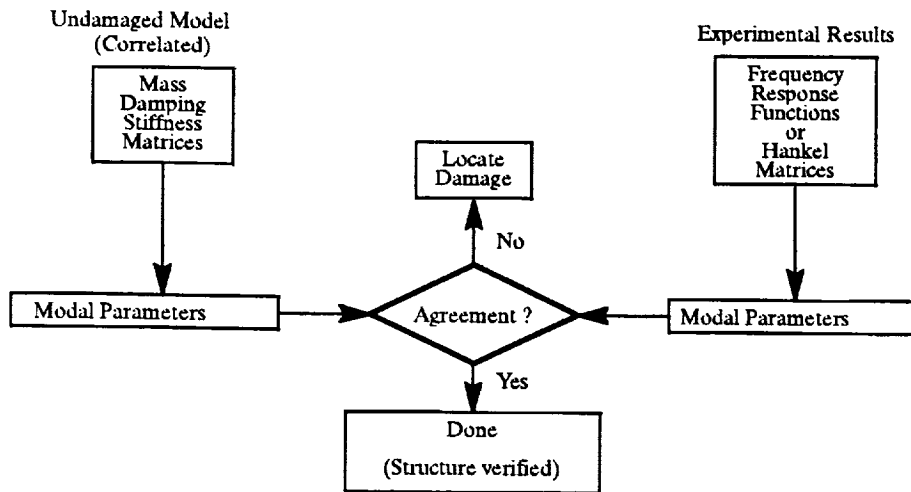 Undamaged Model
(Correlated)
Mass
Damping
Stiffness
Matrices
Modal Parameters
Experimental Results
Frequency
Response
Functions
or
Hankel
Matrices
Modal Parameters
Locate
Damage
No
Agreement ?
Yes
Done
(Structure verified)